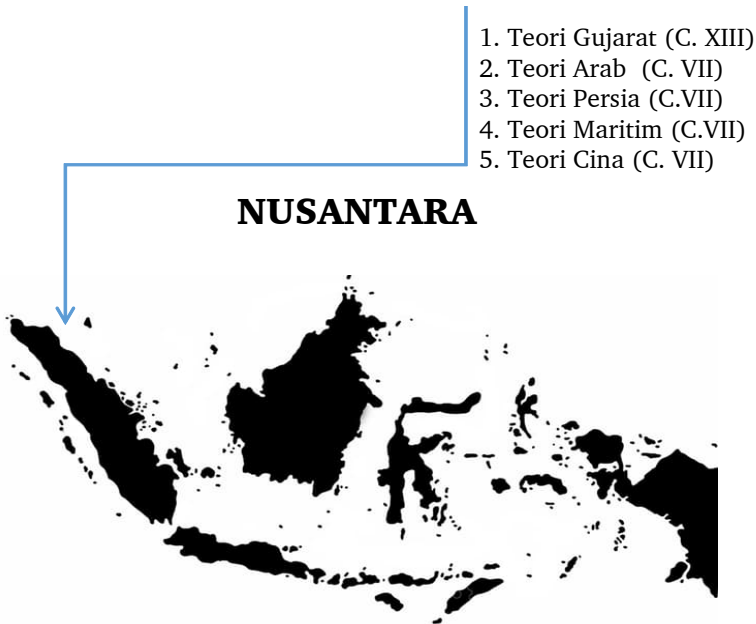 1. Teori Gujarat (C. XIII)
2. Teori Arab  (C. VII)
3. Teori Persia (C.VII)
4. Teori Maritim (C.VII)
5. Teori Cina (C. VII)
NUSANTARA